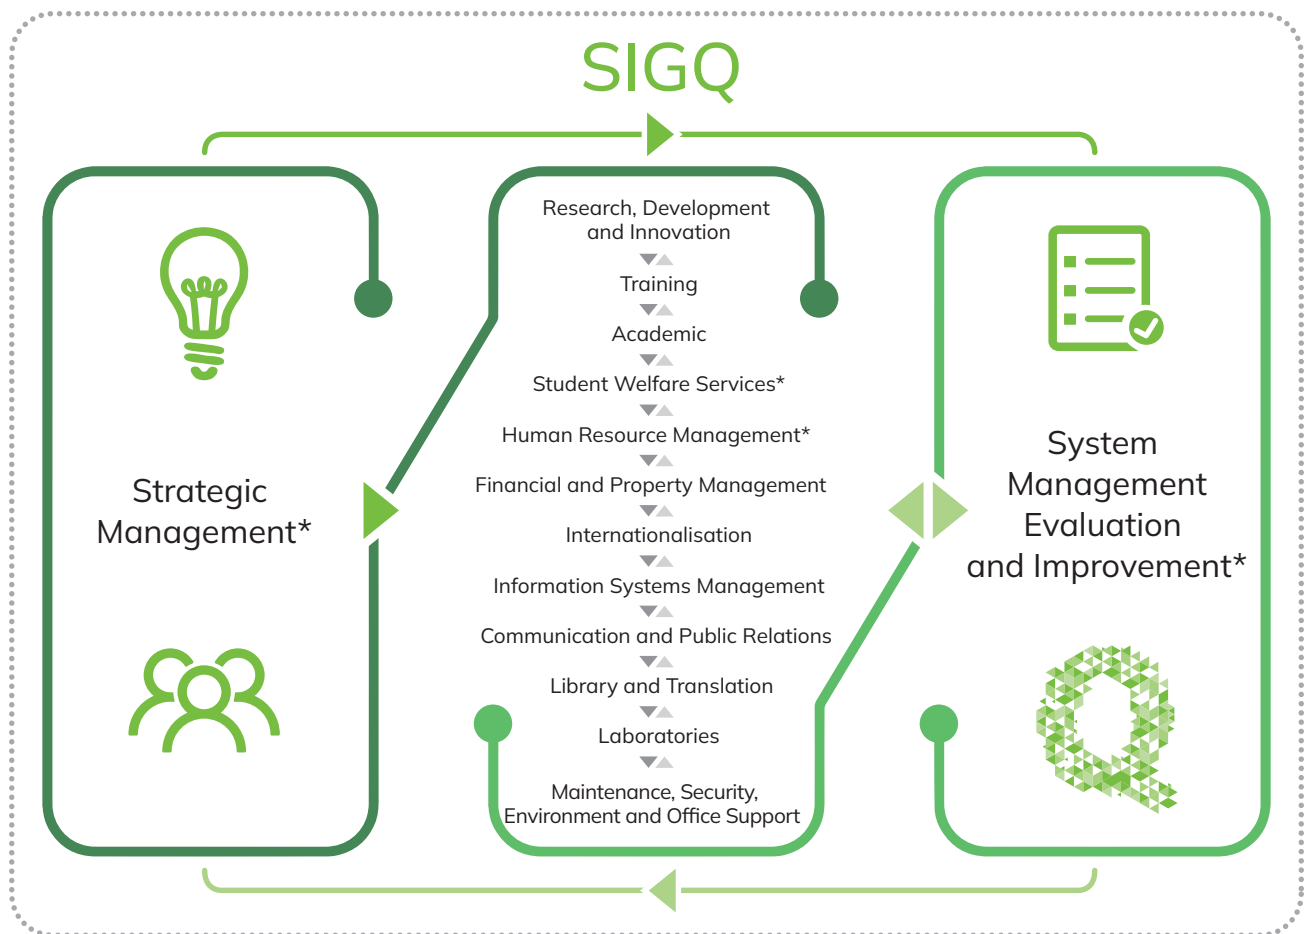 SIGQ
Strategic
Management*
Research, Development
and Innovation
Training
Academic
Student Welfare Services*
Human Resource Management*
Financial and Property Management
Internationalisation
Information Systems Management
Communication and Public Relations
Library and Translation
Laboratories
Maintenance, Security,
Environment and Office Support
System
Management
Evaluation
and Improvement*
Q